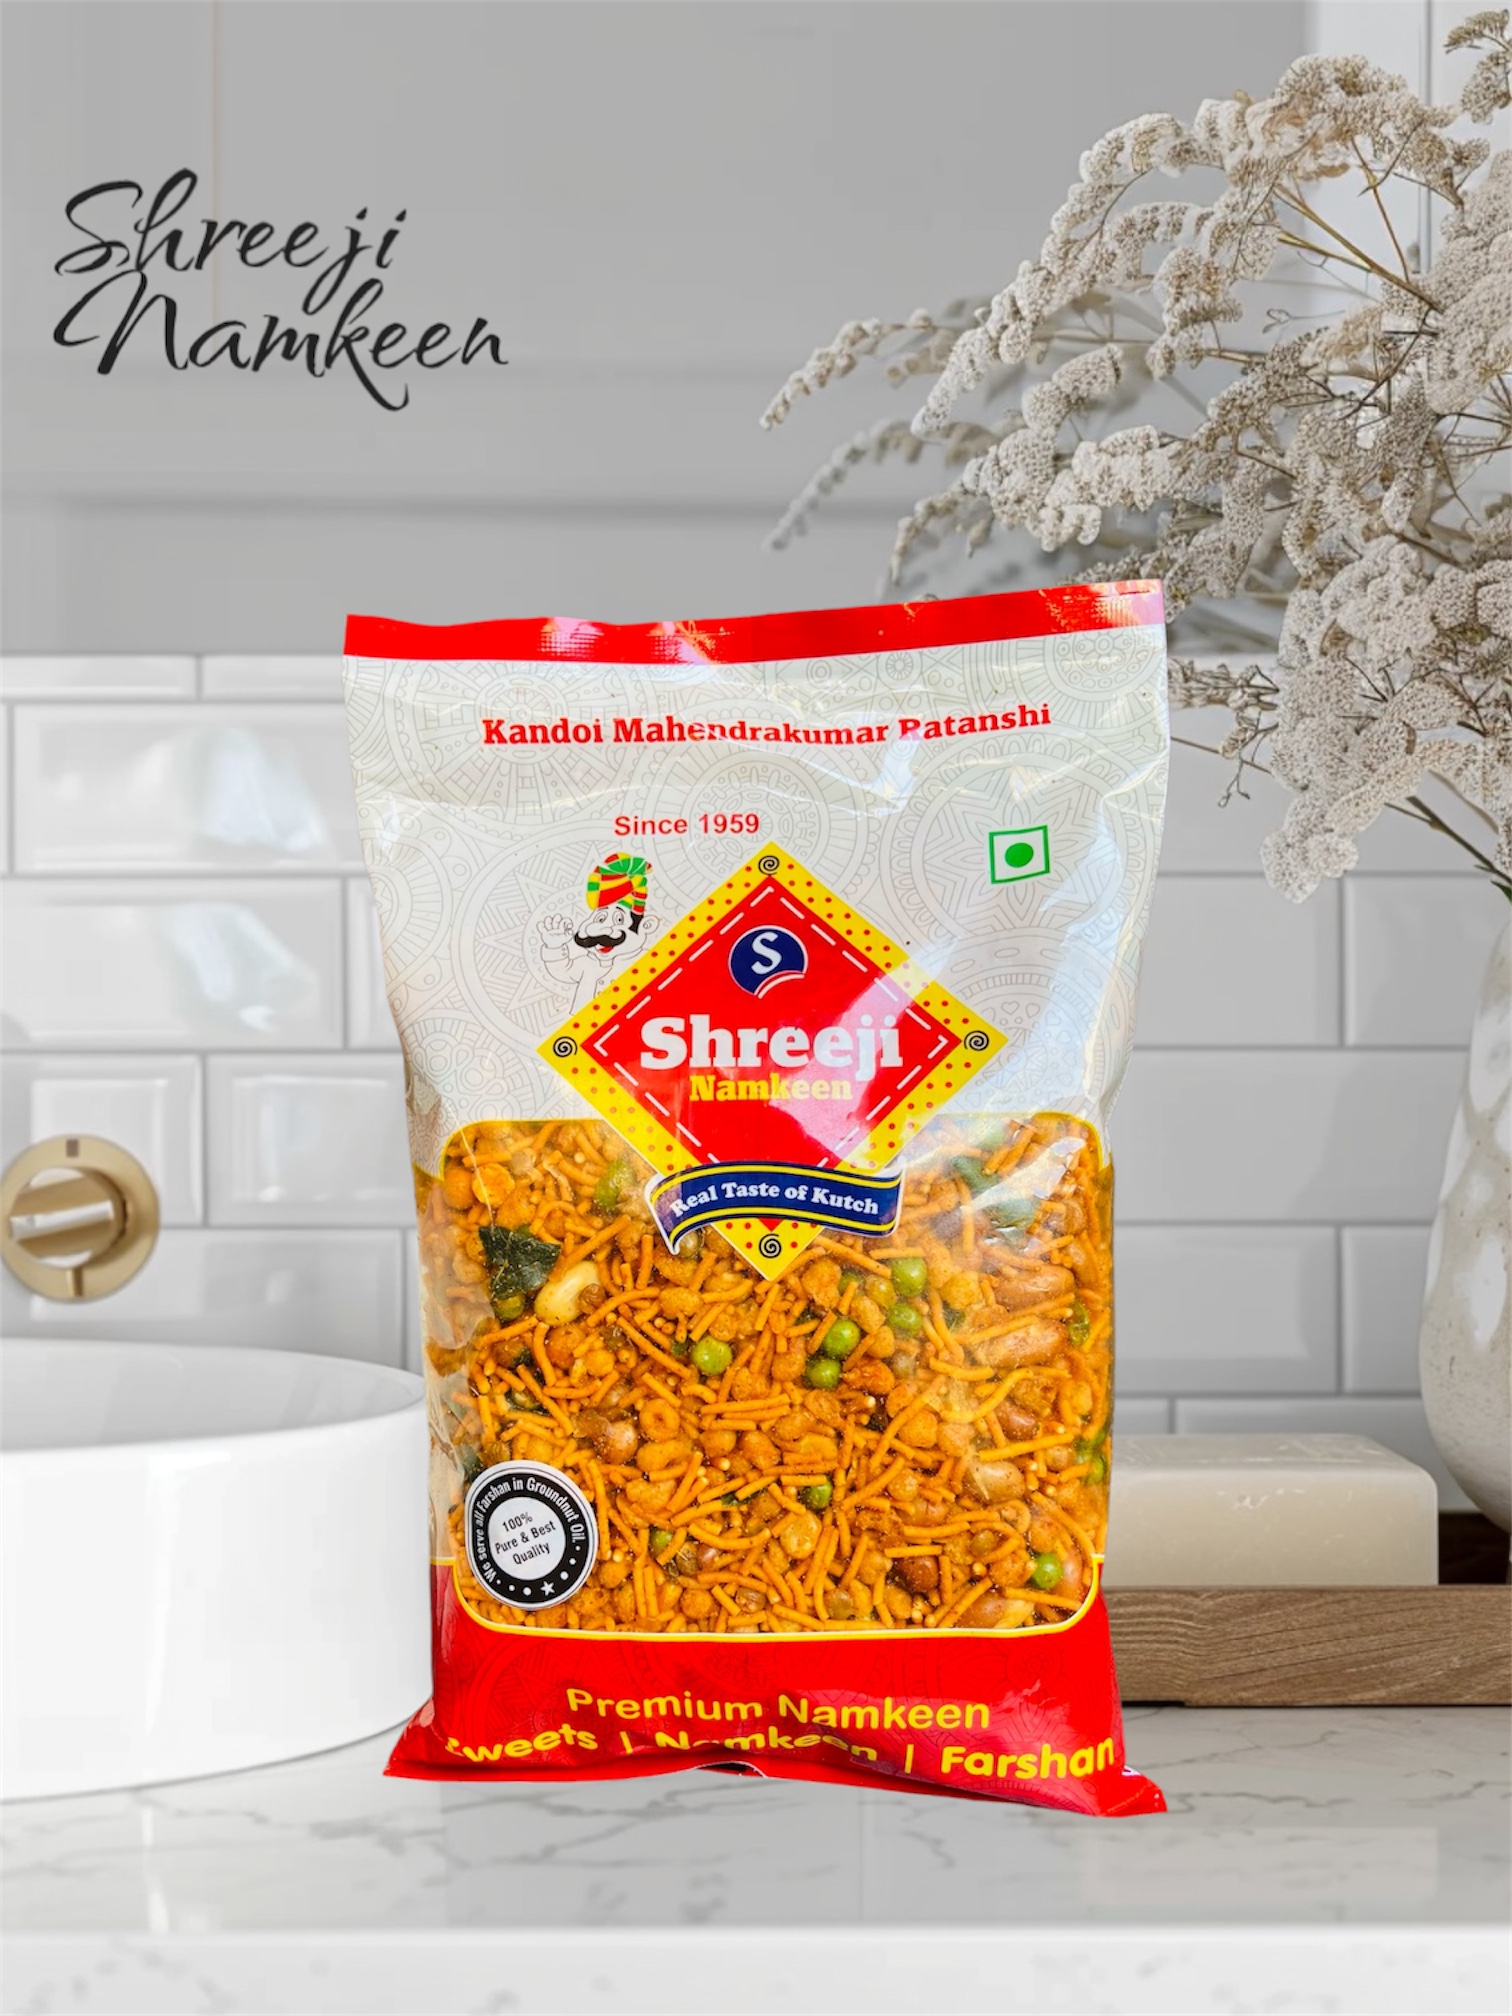 Shreeji
Namkeen
Kandoi Mahendrakumar Ratanshi
Since 1959
S
Shreeji
Namkeen
Real Taste of Kutch
We serve all Farshan in Groundnut Oil
100%
Pure & Best
Quality
Premium Namkeen
Sweets | Namkeen | Farshan